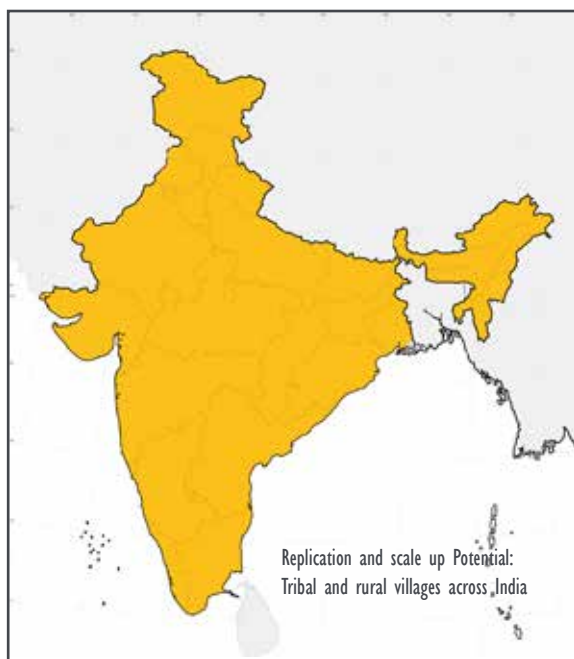 Replication and scale up Potential:
Tribal and rural villages across India